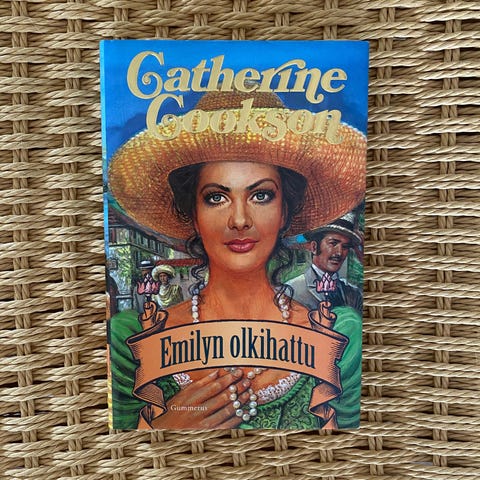 Catherine
Cookson
Emilyn olkihattu
Gummerus